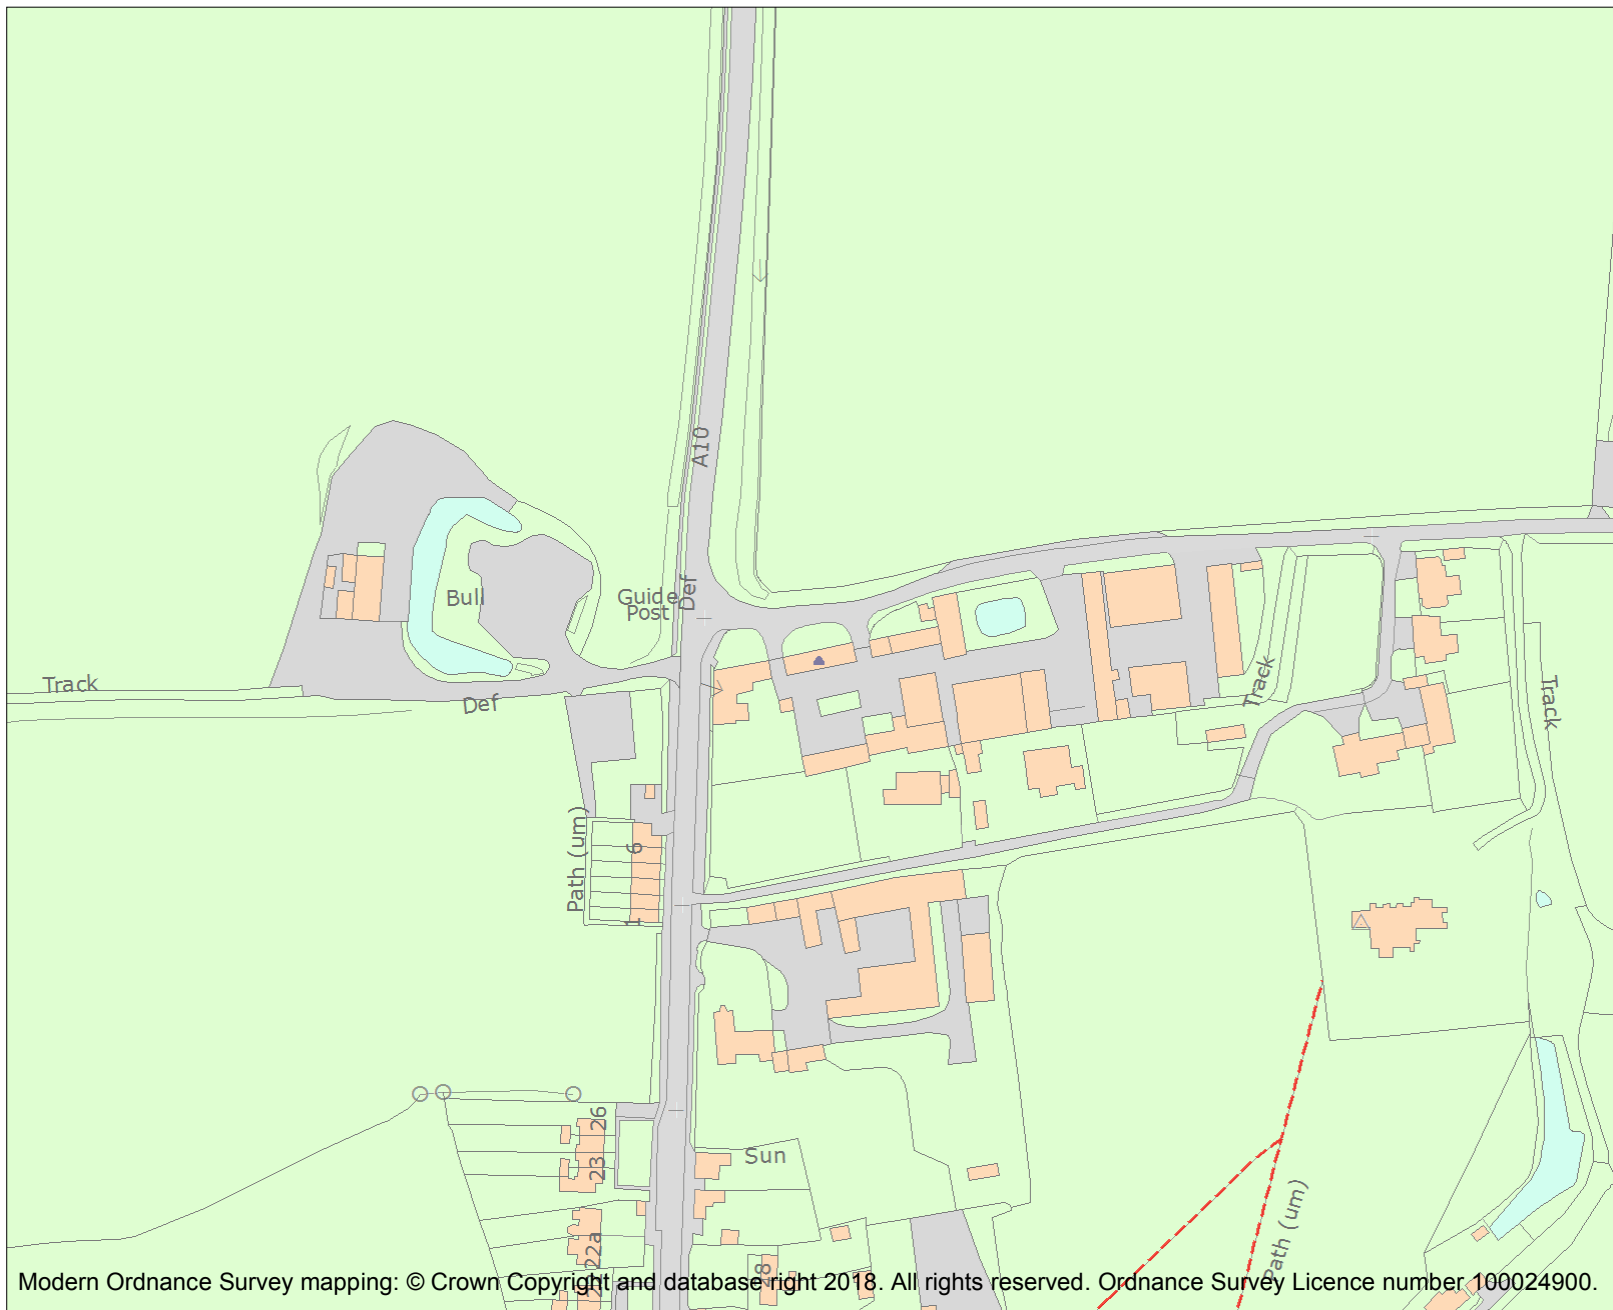 A10
Guide
Post
Def
Bull
Track
Def
Track
Track
Path (um)
6
1
26
23
Sun
22a
28
Path (um)
Modern Ordnance Survey mapping: © Crown Copyright and database right 2018. All rights reserved. Ordnance Survey Licence number 100024900.